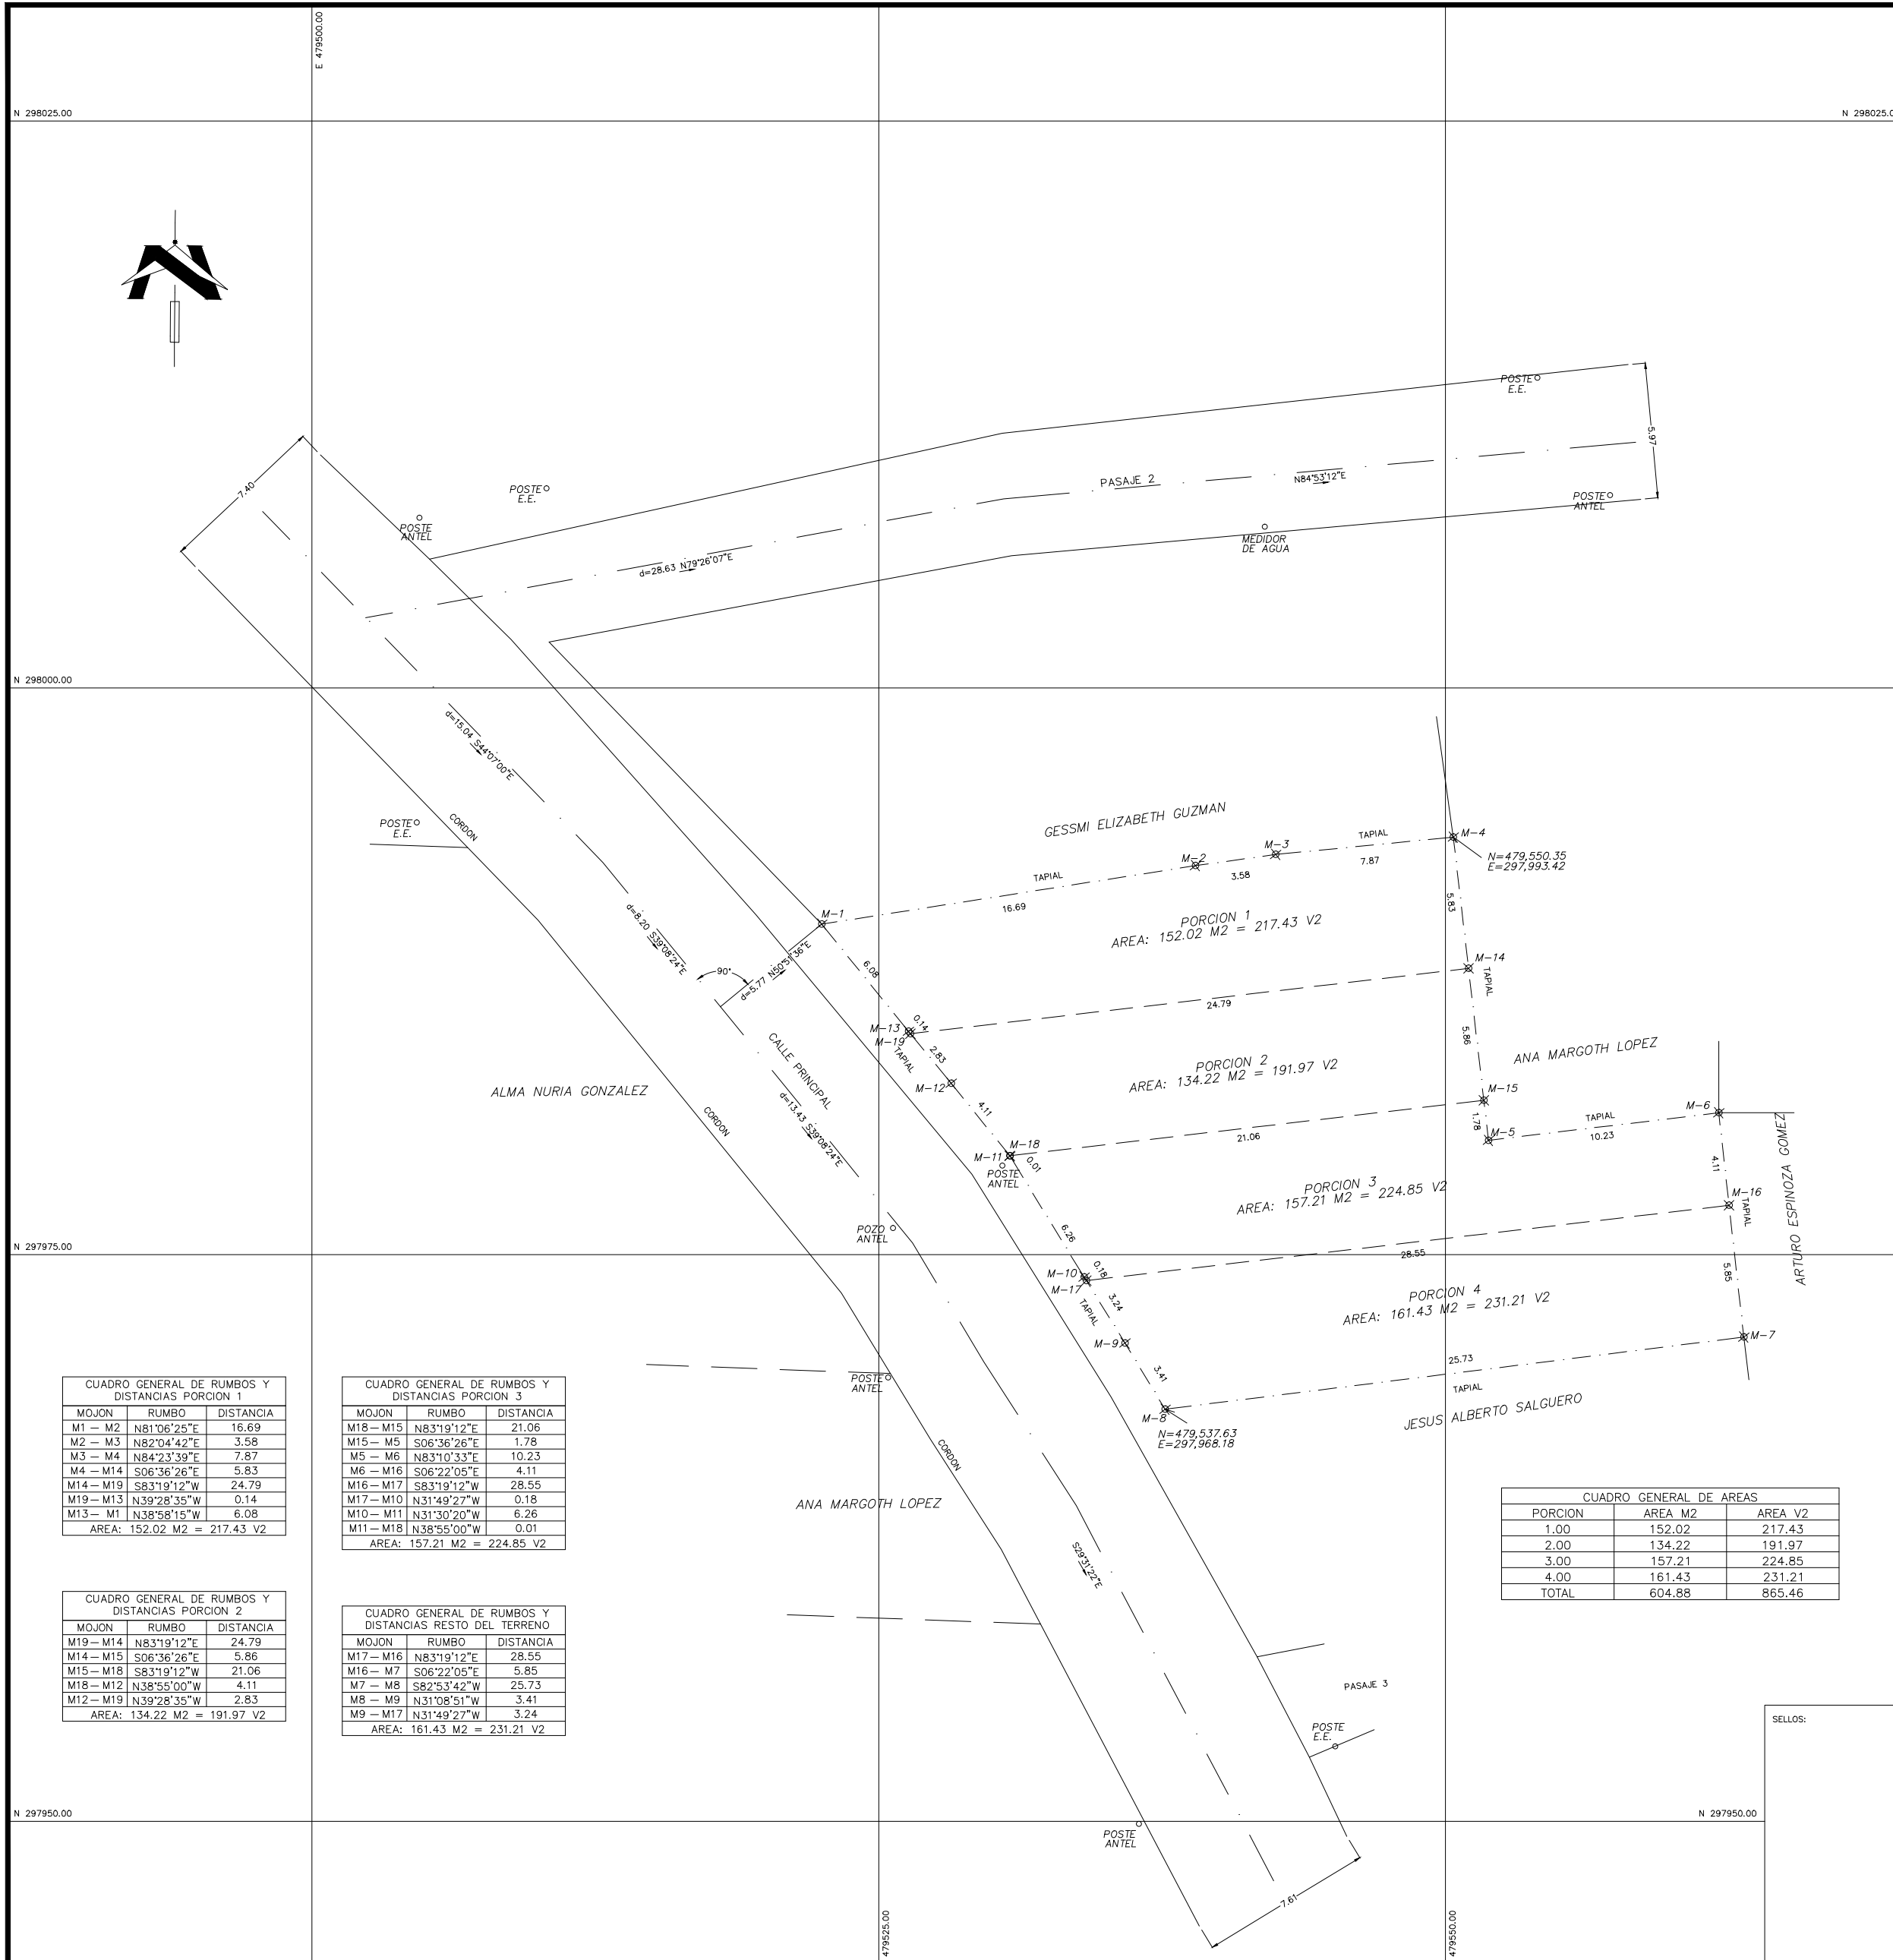 E 479500.00
N 298025.00
N 298025.0
POSTE
E.E.
5.97
7.40
PASAJE 2
N84°53'12"E
POSTE
E.E.
POSTE
ANTEL
POSTE
ANTEL
MEDIDOR
DE AGUA
d=28.63 N79°26'07"E
N 298000.00
d=15.04 S44°07'00"E
POSTE
E.E.
CORDON
GESSMI ELIZABETH GUZMAN
TAPIAL
M-4
M-3
M-2
7.87
N=479,550.35
E=297,993.42
TAPIAL
3.58
16.69
5.83
M-1
PORCION 1
AREA: 152.02 M2 = 217.43 V2
d=8.20 S39°08'24"E
90°
d=5.77 N50°51'36"E
6.08
M-14
TAPIAL
24.79
0.14
M-13
M-19
TAPIAL
2.83
5.86
CALLE PRINCIPAL
ANA MARGOTH LOPEZ
PORCION 2
AREA: 134.22 M2 = 191.97 V2
M-12
M-15
ALMA NURIA GONZALEZ
d=13.43 S39°08'24"E
CORDON
4.11
M-6
TAPIAL
10.23
1.78
M-5
21.06
M-18
M-11
0.01
POSTE
ANTEL
4.11
M-16
TAPIAL
ARTURO ESPINOZA GOMEZ
PORCION 3
AREA: 157.21 M2 = 224.85 V2
POZO
ANTEL
6.26
N 297975.00
28.55
M-10
M-17
0.18
TAPIAL
3.24
5.85
PORCION 4
AREA: 161.43 M2 = 231.21 V2
M-9
M-7
3.41
25.73
TAPIAL
POSTE
ANTEL
M-8
N=479,537.63
E=297,968.18
JESUS ALBERTO SALGUERO
CUADRO GENERAL DE RUMBOS Y
DISTANCIAS PORCION 1
MOJON RUMBO DISTANCIA
M1 - M2 N81°06'25"E 16.69
M2 - M3 N82°04'42"E 3.58
M3 - M4 N84°23'39"E 7.87
M4 - M14 S06°36'26"E 5.83
M14 - M19 S83°19'12"W 24.79
M19 - M13 N39°28'35"W 0.14
M13 - M1 N38°58'15"W 6.08
AREA: 152.02 M2 = 217.43 V2
CUADRO GENERAL DE RUMBOS Y
DISTANCIAS PORCION 3
MOJON RUMBO DISTANCIA
M18 - M15 N83°19'12"E 21.06
M15 - M5 S06°36'26"E 1.78
M5 - M6 N83°10'33"E 10.23
M6 - M16 S06°22'05"E 4.11
M16 - M17 S83°19'12"W 28.55
M17 - M10 N31°49'27"W 0.18
M10 - M11 N31°30'20"W 6.26
M11 - M18 N38°55'00"W 0.01
AREA: 157.21 M2 = 224.85 V2
CORDON
ANA MARGOTH LOPEZ
CUADRO GENERAL DE AREAS
PORCION AREA M2 AREA V2
1.00 152.02 217.43
2.00 134.22 191.97
3.00 157.21 224.85
4.00 161.43 231.21
TOTAL 604.88 865.46
S29°31'22"E
CUADRO GENERAL DE RUMBOS Y
DISTANCIAS PORCION 2
MOJON RUMBO DISTANCIA
M19 - M14 N83°19'12"E 24.79
M14 - M15 S06°36'26"E 5.86
M15 - M18 S83°19'12"W 21.06
M18 - M12 N38°55'00"W 4.11
M12 - M19 N39°28'35"W 2.83
AREA: 134.22 M2 = 191.97 V2
CUADRO GENERAL DE RUMBOS Y
DISTANCIAS RESTO DEL TERRENO
MOJON RUMBO DISTANCIA
M17 - M16 N83°19'12"E 28.55
M16 - M7 S06°22'05"E 5.85
M7 - M8 S82°53'42"W 25.73
M8 - M9 N31°08'51"W 3.41
M9 - M17 N31°49'27"W 3.24
AREA: 161.43 M2 = 231.21 V2
PASAJE 3
POSTE
E.E.
SELLOS:
N 297950.00
N 297950.00
POSTE
ANTEL
7.61
479525.00
479550.00